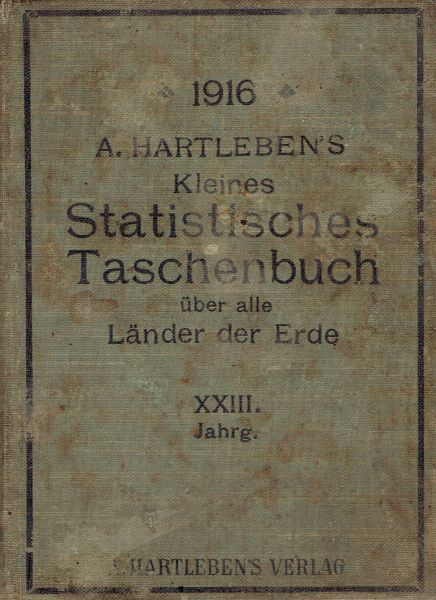 1916
A. HARTLEBEN'S
Kleines
Statistisches
Taschenbuch
über alle
Länder der Erde
XXIII.
Jahrg.
HARTLEBEN'S VERLAG